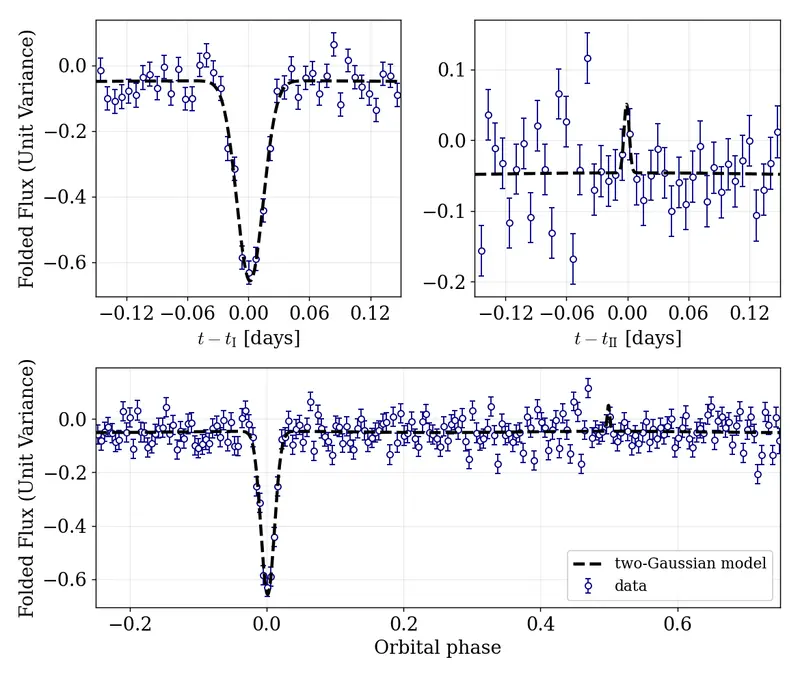 Folded Flux (Unit Variance)
0.0
−0.2
−0.4
−0.6
−0.12 −0.06 0.00 0.06 0.12
t − tI [days]
0.1
0.0
−0.1
−0.2
−0.12 −0.06 0.00 0.06 0.12
t − tII [days]
Folded Flux (Unit Variance)
0.0
−0.2
−0.4
−0.6
two-Gaussian model
data
−0.2 0.0 0.2 0.4 0.6
Orbital phase